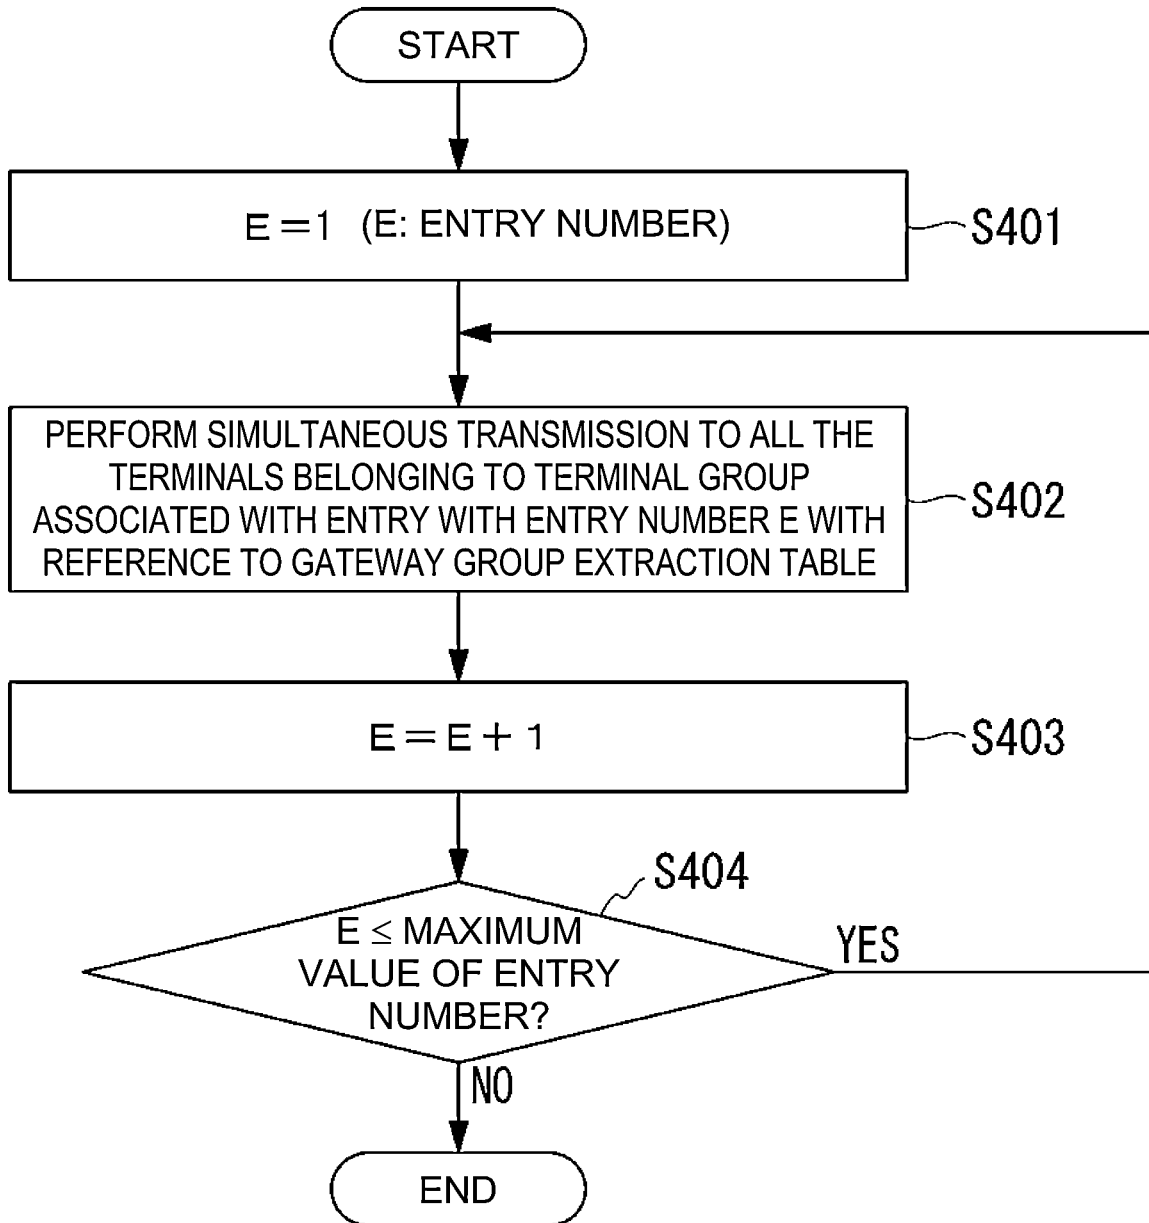 START
E=1 (E: ENTRY NUMBER)
S401
PERFORM SIMULTANEOUS TRANSMISSION TO ALL THE
TERMINALS BELONGING TO TERMINAL GROUP
ASSOCIATED WITH ENTRY WITH ENTRY NUMBER E WITH
REFERENCE TO GATEWAY GROUP EXTRACTION TABLE
S402
E=E+1
S403
S404
E ≤ MAXIMUM
VALUE OF ENTRY
NUMBER?
YES
NO
END